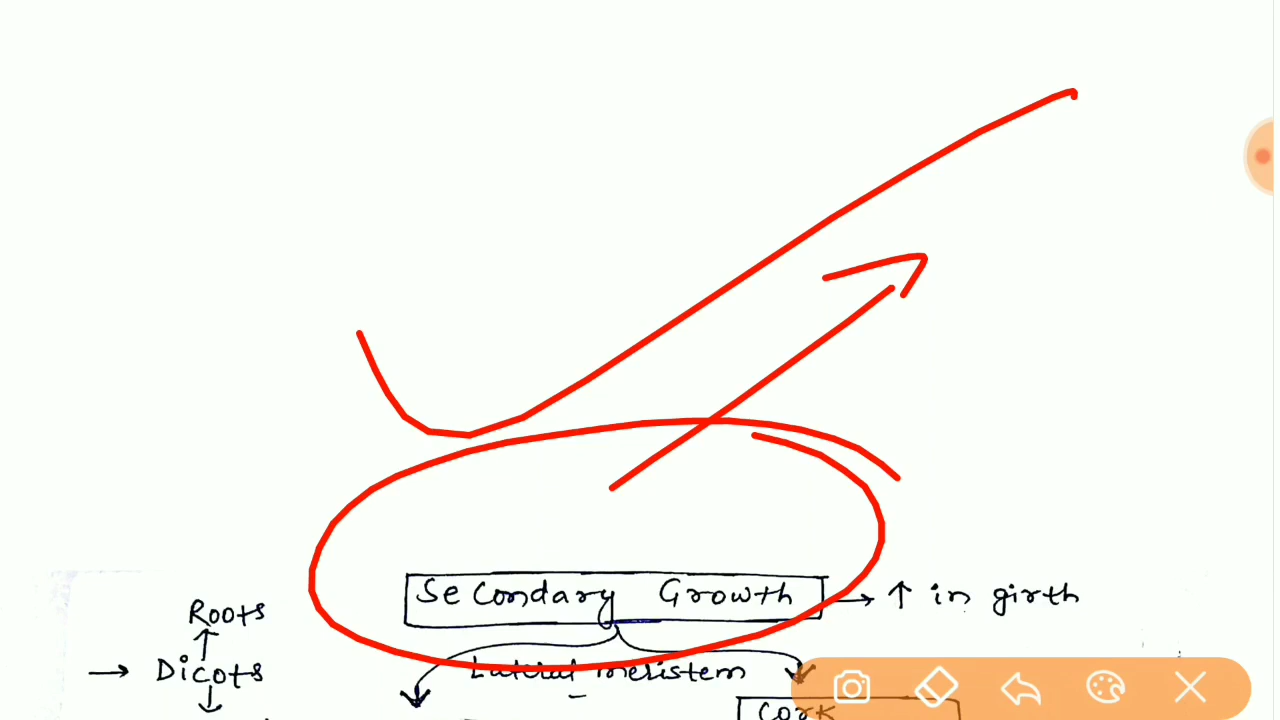 Secondary Growth → ↑ in girth
Roots
→ Dicots
Lateral meristem
Cork